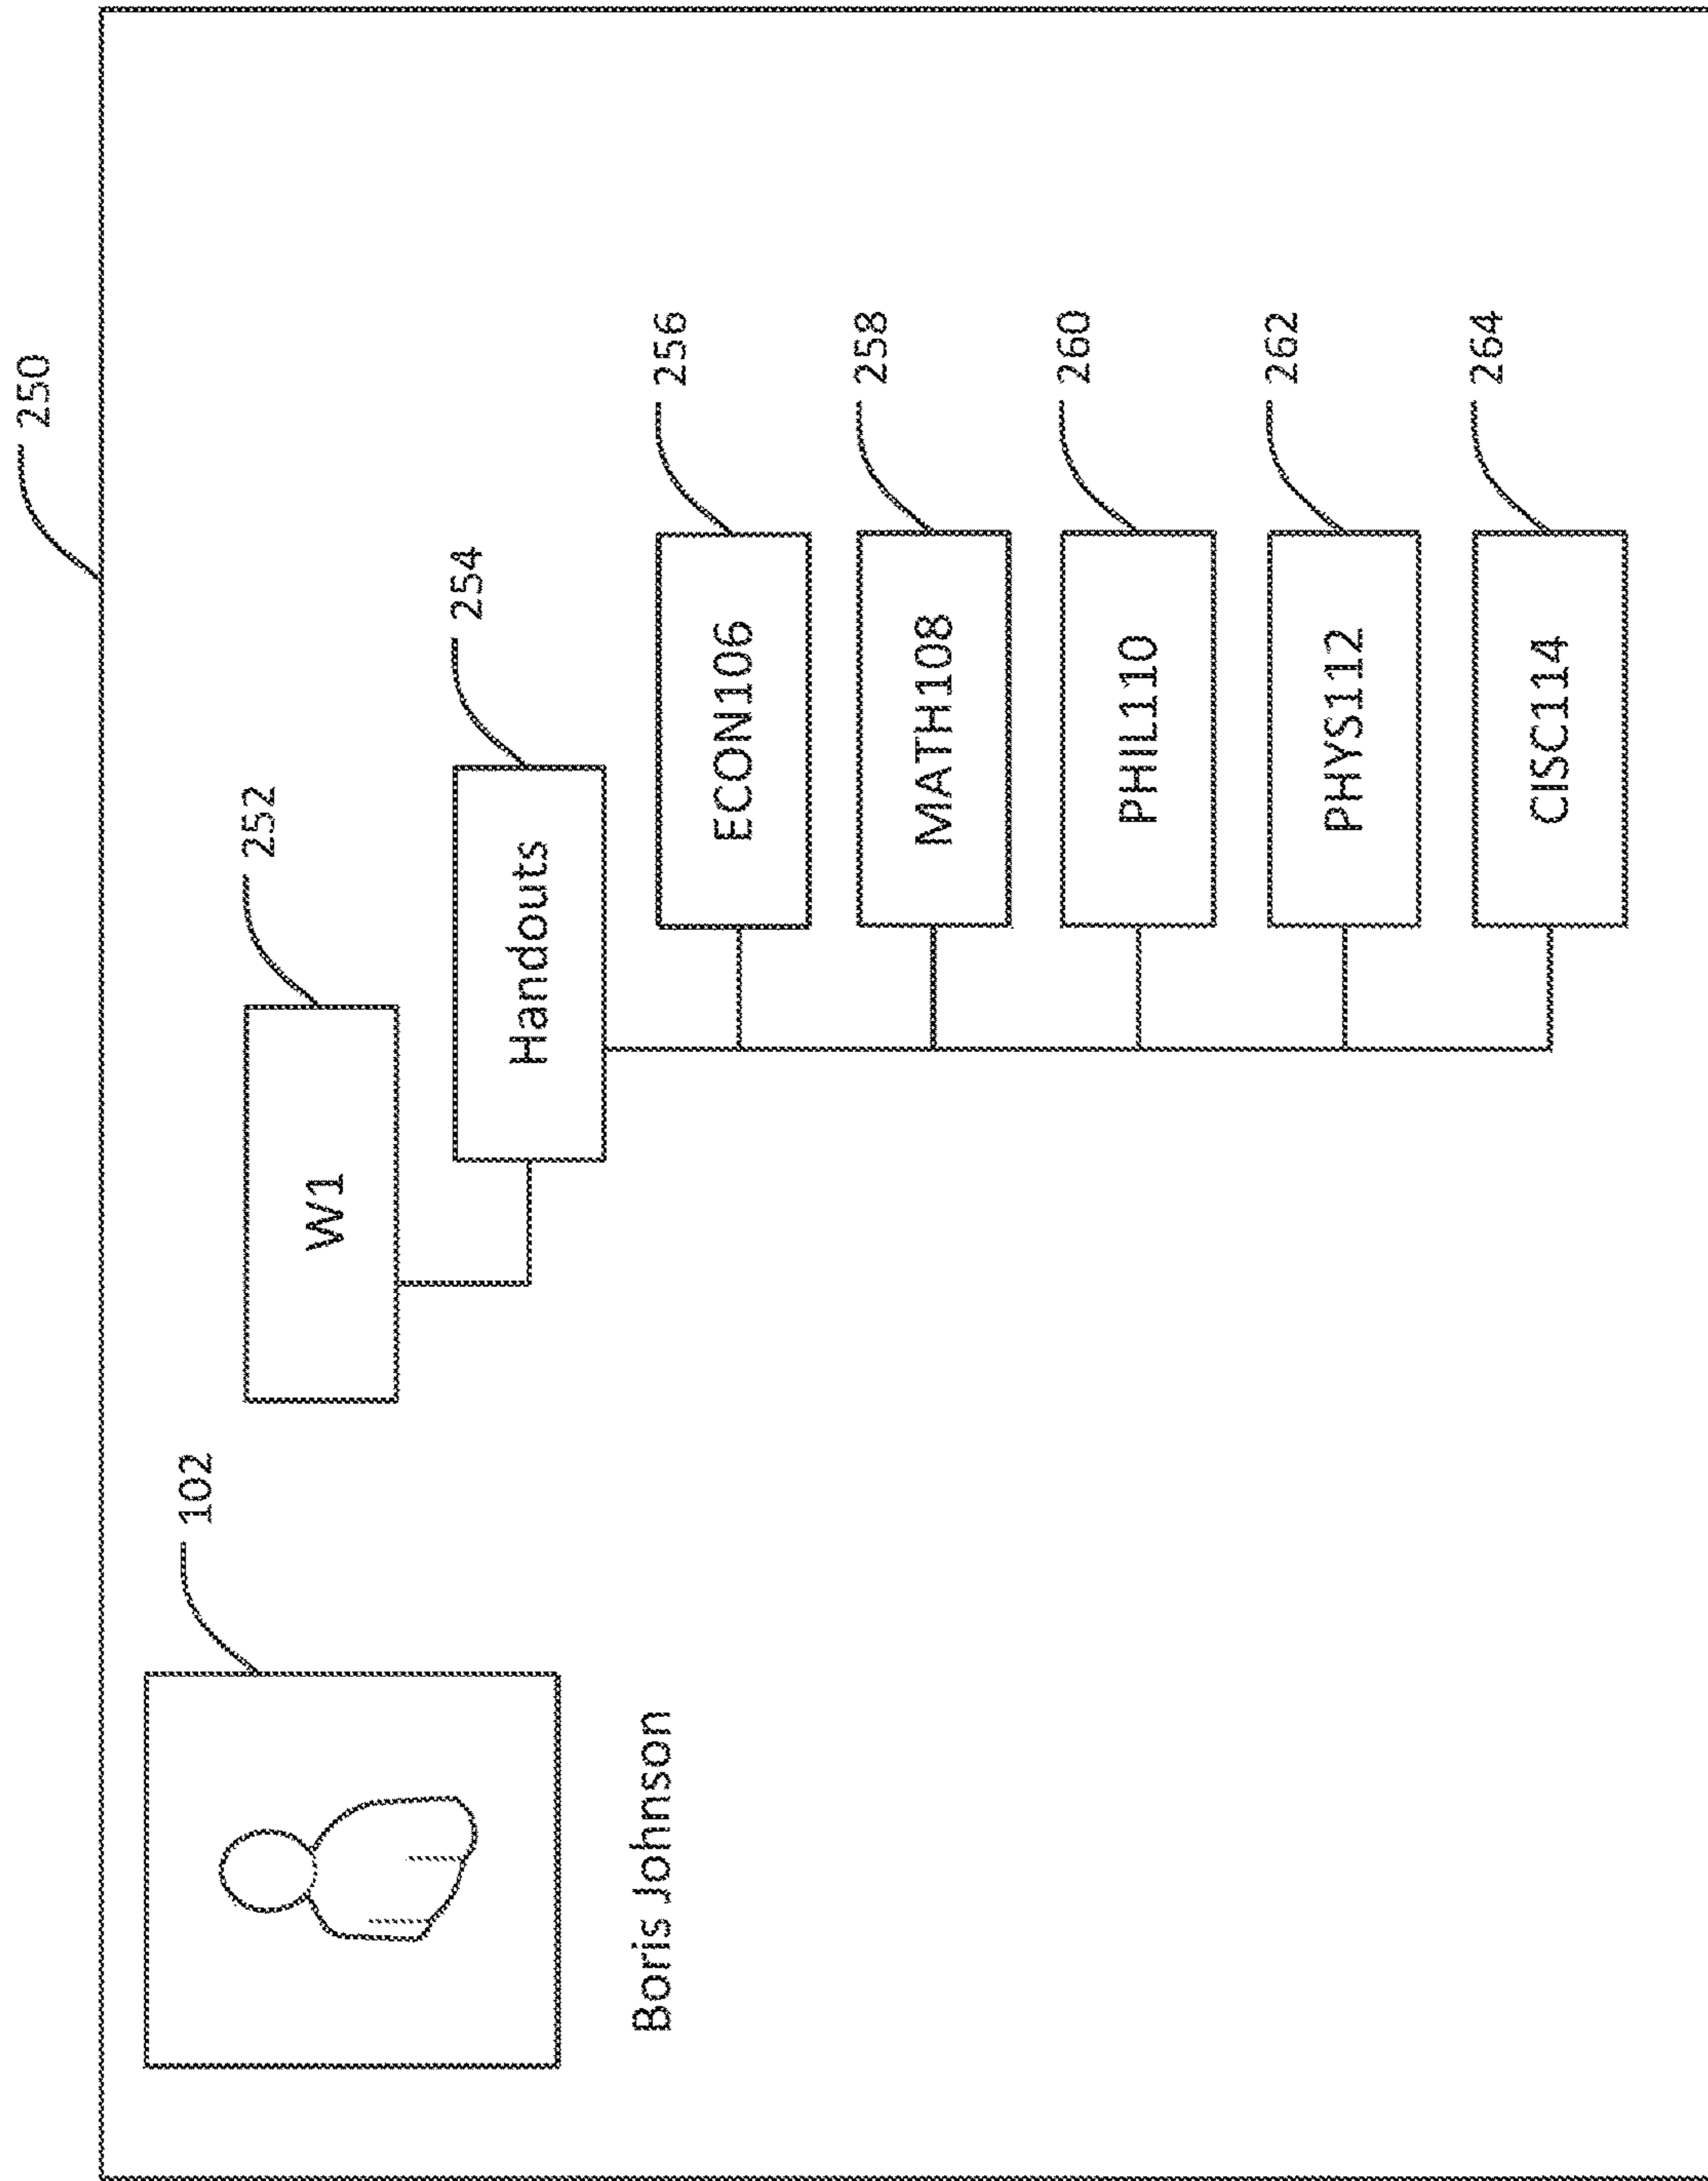 250
102
252
W1
254
Handouts
256
ECON106
258
MATH108
260
PHIL110
262
PHYS112
264
CISC114
Boris Johnson